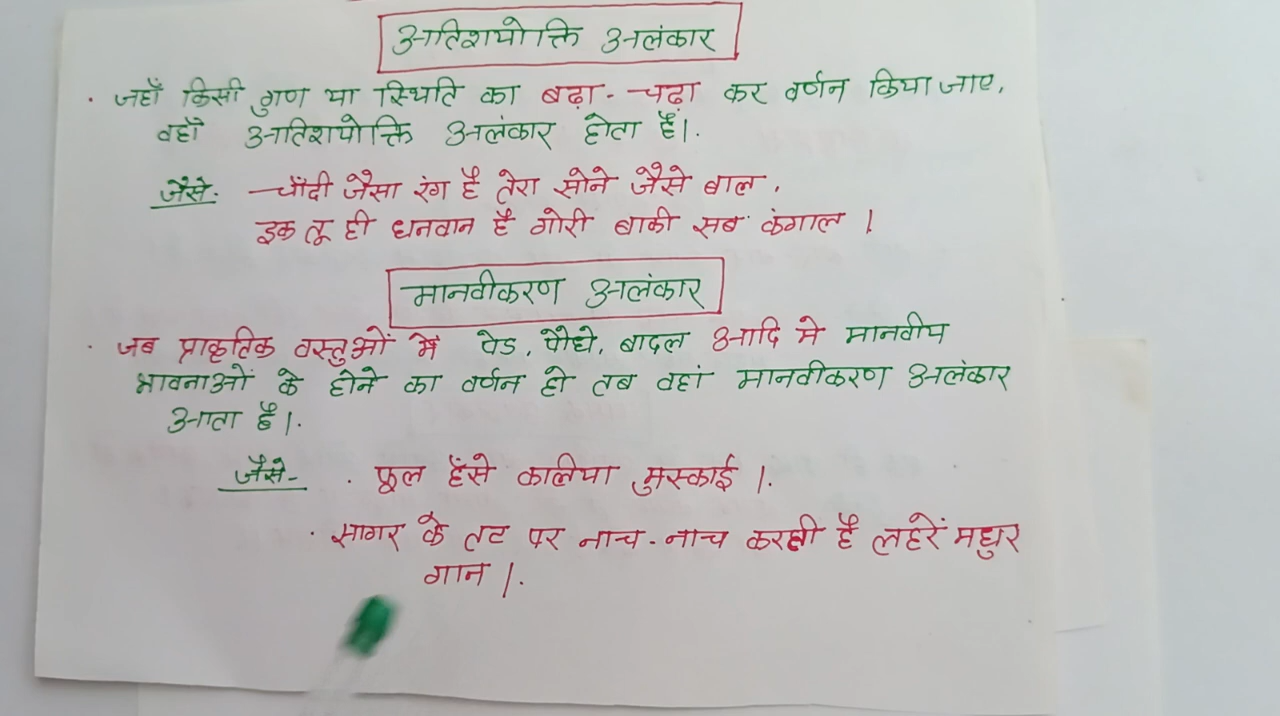 अतिशयोक्ति अलंकार
. जहाँ किसी गुण या स्थिति का बढ़ा - चढ़ा कर वर्णन किया जाए,
वहाँ अतिशयोक्ति अलंकार होता है।.
जैसे- चाँदी जैसा रंग है तेरा सोने जैसे बाल,
इक तू ही धनवान है गोरी बाकी सब कंगाल ।
मानवीकरण अलंकार
. जब प्राकृतिक वस्तुओं में पेड, पौधे, बादल आदि मे मानवीय
भावनाओं के होने का वर्णन हो तब वहां मानवीकरण अलंकार
आता है।.
जैसे- . फूल हँसे कालिया मुस्काई ।.
. सागर के तट पर नाच - नाच करती है लहरें मधुर
गान ।.